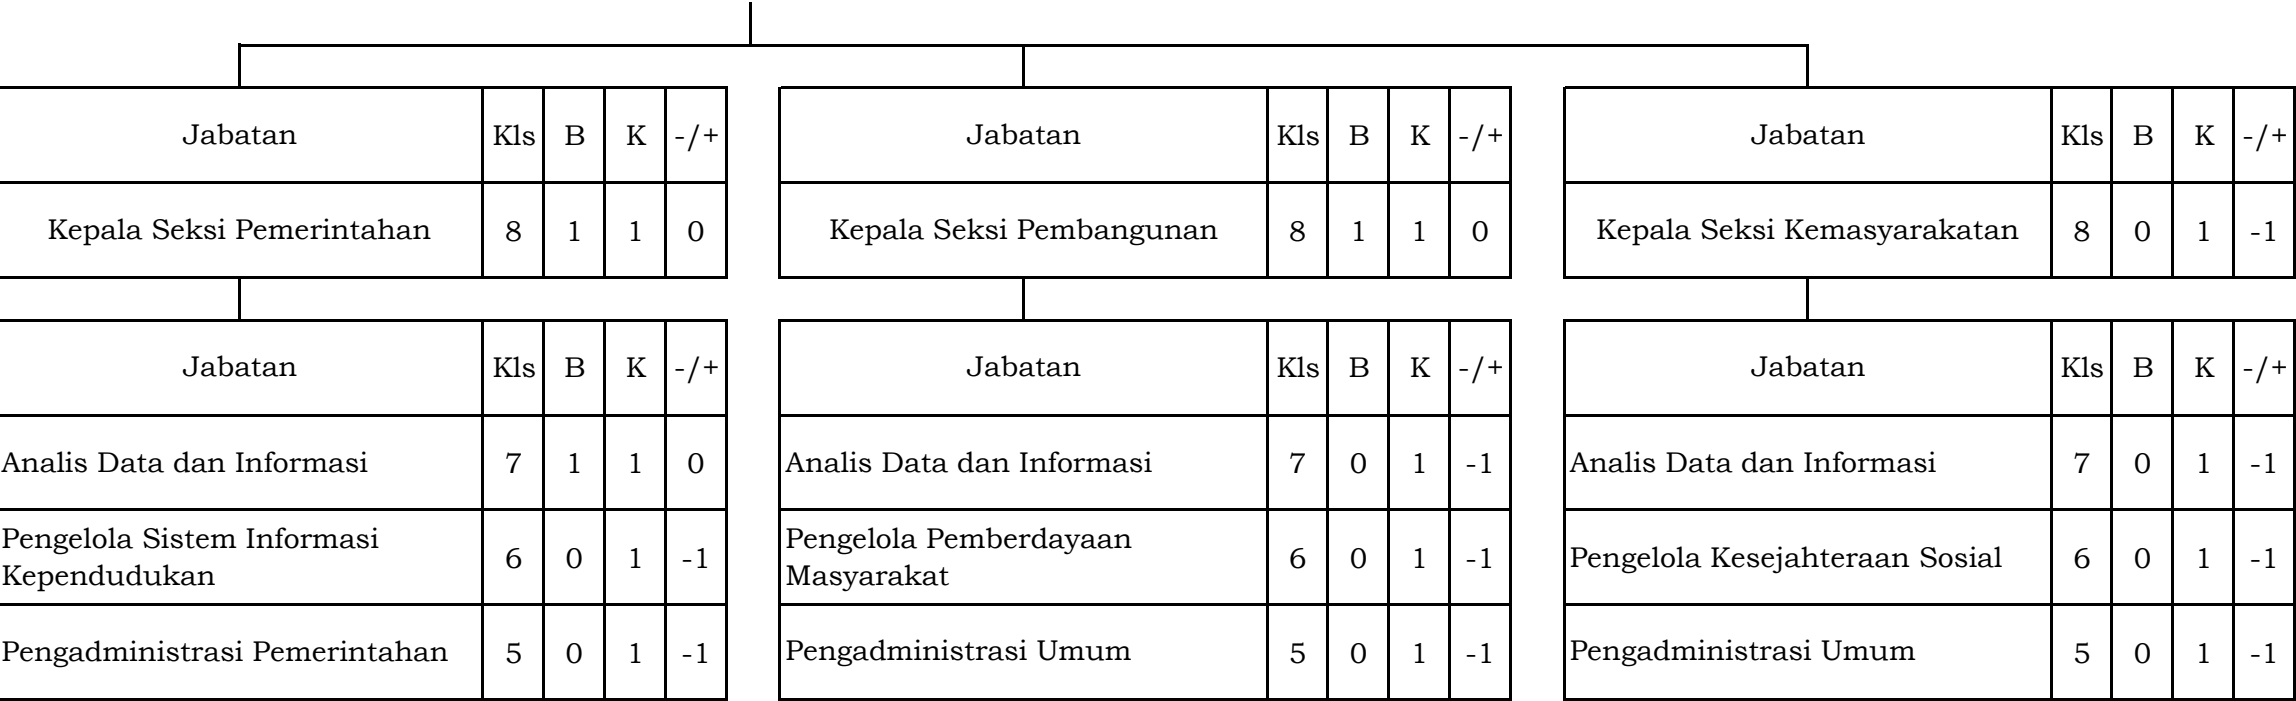 Jabatan Kls B K -/+ Jabatan Kls B K -/+ Jabatan Kls B K -/+
Kepala Seksi Pemerintahan 8 1 1 0 Kepala Seksi Pembangunan 8 1 1 0 Kepala Seksi Kemasyarakatan 8 0 1 -1
Jabatan Kls B K -/+ Jabatan Kls B K -/+ Jabatan Kls B K -/+
Analis Data dan Informasi 7 1 1 0 Analis Data dan Informasi 7 0 1 -1 Analis Data dan Informasi 7 0 1 -1
Pengelola Sistem Informasi
Kependudukan 6 0 1 -1 Pengelola Pemberdayaan
Masyarakat 6 0 1 -1 Pengelola Kesejahteraan Sosial 6 0 1 -1
Pengadministrasi Pemerintahan 5 0 1 -1 Pengadministrasi Umum 5 0 1 -1 Pengadministrasi Umum 5 0 1 -1